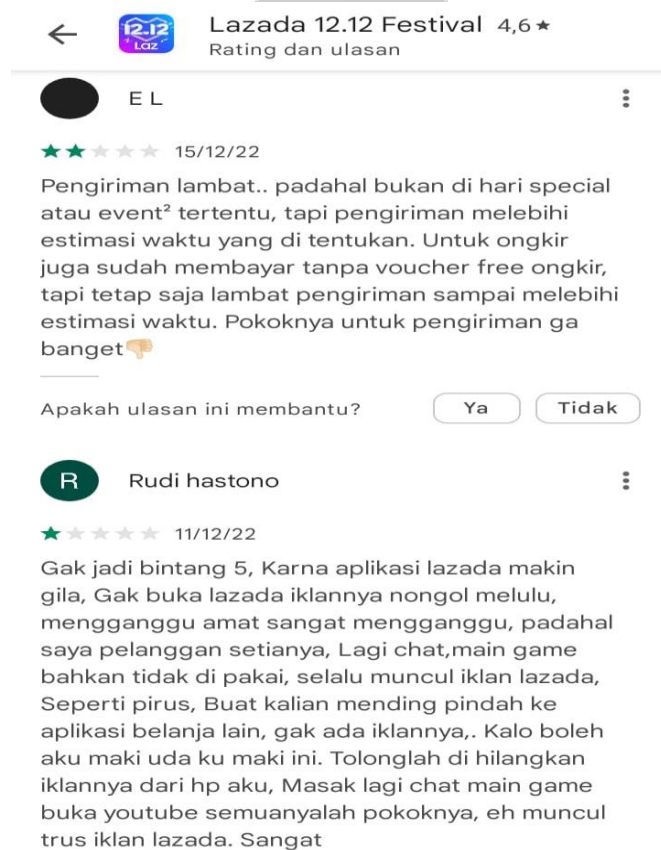 12.12
Laz
Lazada 12.12 Festival 4,6★
Rating dan ulasan
E L
15/12/22
Pengiriman lambat.. padahal bukan di hari special
atau event² tertentu, tapi pengiriman melebihi
estimasi waktu yang di tentukan. Untuk ongkir
juga sudah membayar tanpa voucher free ongkir,
tapi tetap saja lambat pengiriman sampai melebihi
estimasi waktu. Pokoknya untuk pengiriman ga
banget👎🏻
Apakah ulasan ini membantu? Ya Tidak
R Rudi hastono
11/12/22
Gak jadi bintang 5, Karna aplikasi lazada makin
gila, Gak buka lazada iklannya nongol melulu,
mengganggu amat sangat mengganggu, padahal
saya pelanggan setianya, Lagi chat,main game
bahkan tidak di pakai, selalu muncul iklan lazada,
Seperti pirus, Buat kalian mending pindah ke
aplikasi belanja lain, gak ada iklannya,. Kalo boleh
aku maki uda ku maki ini. Tolonglah di hilangkan
iklannya dari hp aku, Masak lagi chat main game
buka youtube semuanyalah pokoknya, eh muncul
trus iklan lazada. Sangat